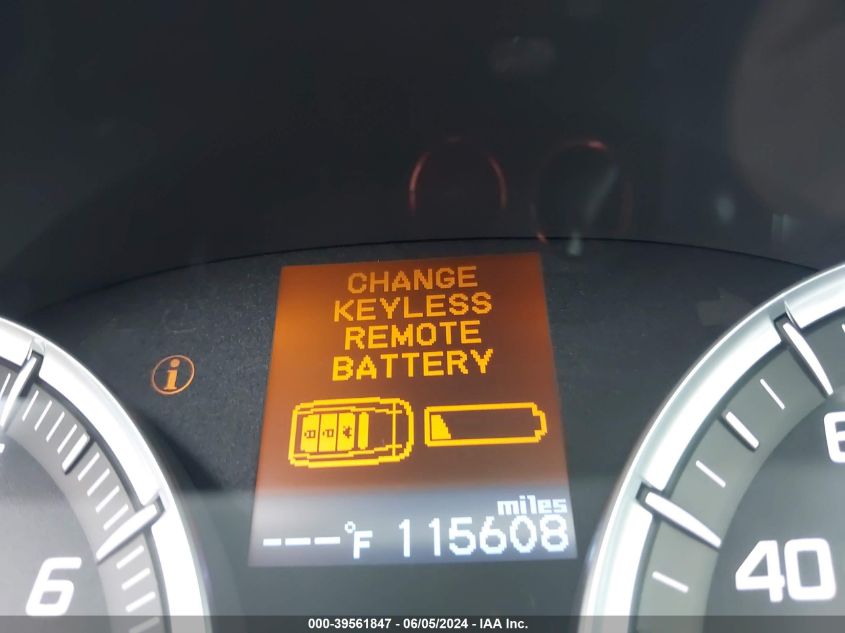 CHANGE
KEYLESS
REMOTE
BATTERY
i
miles
---°F 115608
6
40
000-39561847 - 06/05/2024 - IAA Inc.